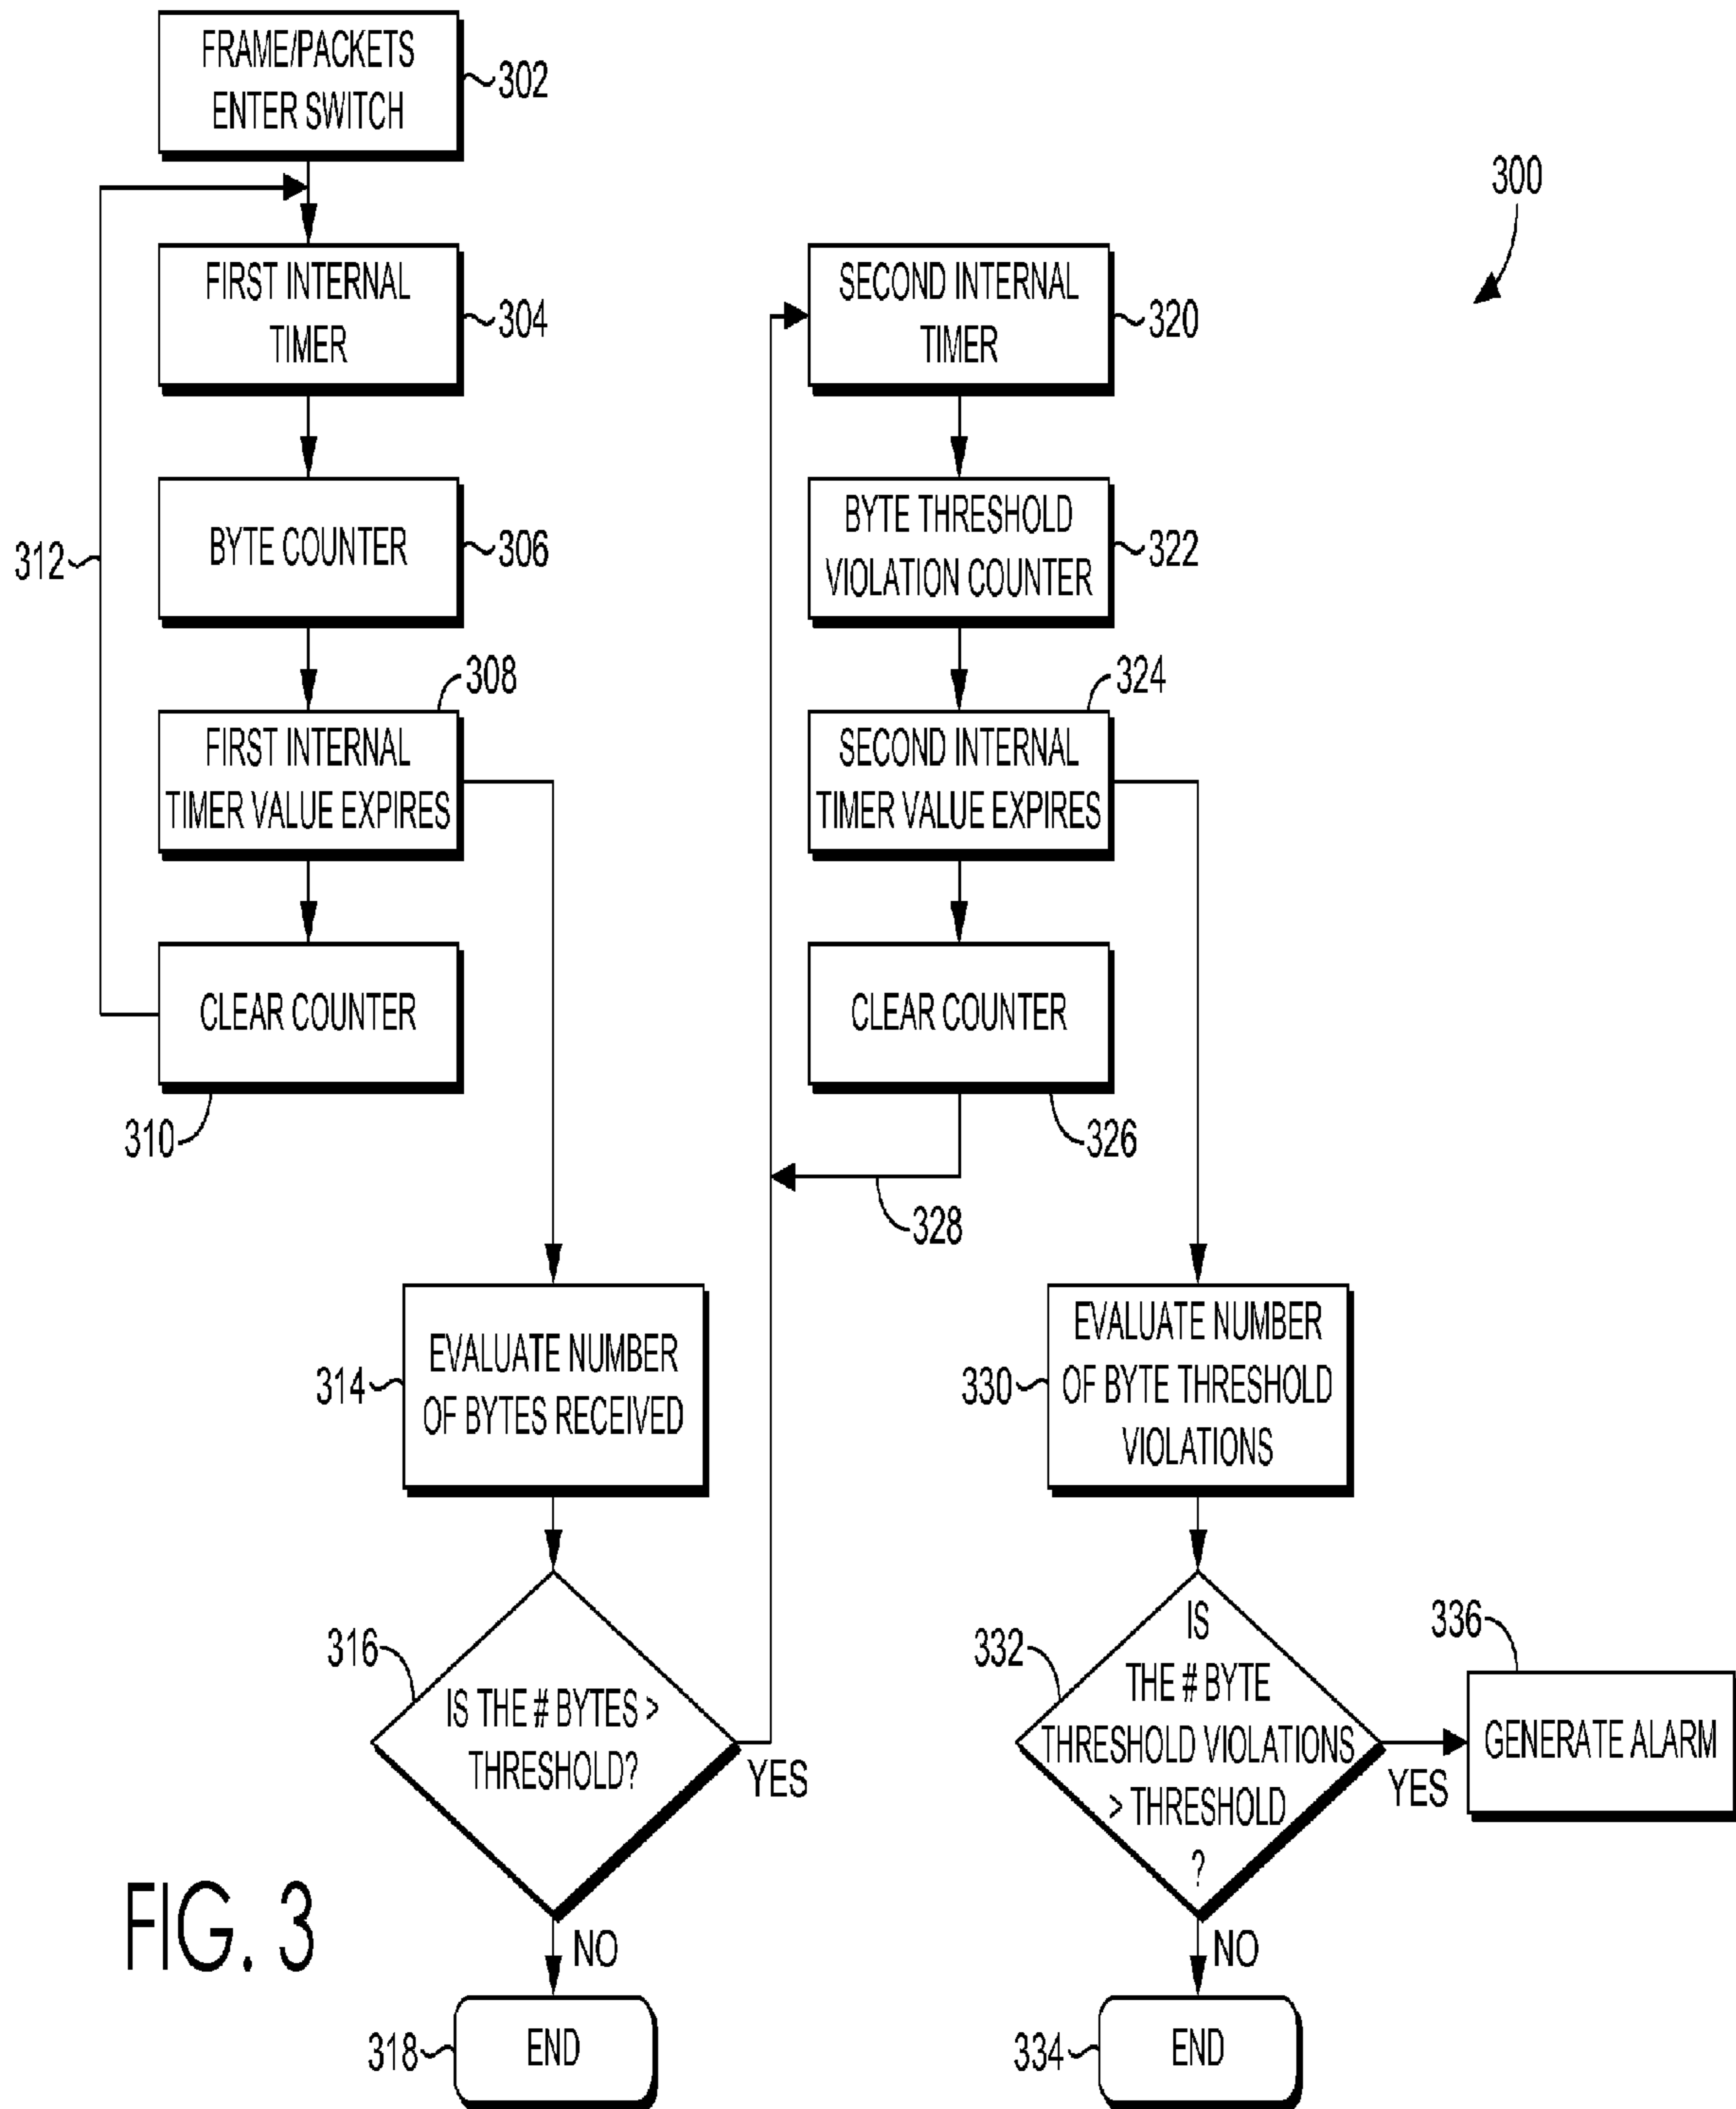 FRAME/PACKETS
ENTER SWITCH
302
300
FIRST INTERNAL
TIMER
304
BYTE COUNTER
306
312
308
FIRST INTERNAL
TIMER VALUE EXPIRES
CLEAR COUNTER
310
SECOND INTERNAL
TIMER
320
BYTE THRESHOLD
VIOLATION COUNTER
322
324
SECOND INTERNAL
TIMER VALUE EXPIRES
CLEAR COUNTER
326
328
314
EVALUATE NUMBER
OF BYTES RECEIVED
316
IS THE # BYTES >
THRESHOLD?
YES
NO
318
END
330
EVALUATE NUMBER
OF BYTE THRESHOLD
VIOLATIONS
332
IS
THE # BYTE
THRESHOLD VIOLATIONS
> THRESHOLD
?
YES
336
GENERATE ALARM
NO
334
END
FIG. 3